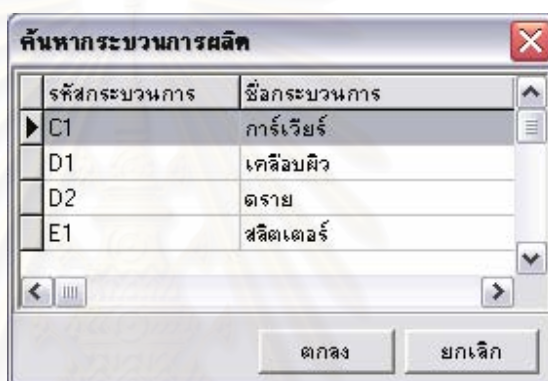 ค้นหากระบวนการผลิต
รหัสกระบวนการ ชื่อกระบวนการ
C1 การ์เวียร์
D1 เคลือบผิว
D2 ตราย
E1 สลิตเตอร์
ตกลง ยกเลิก